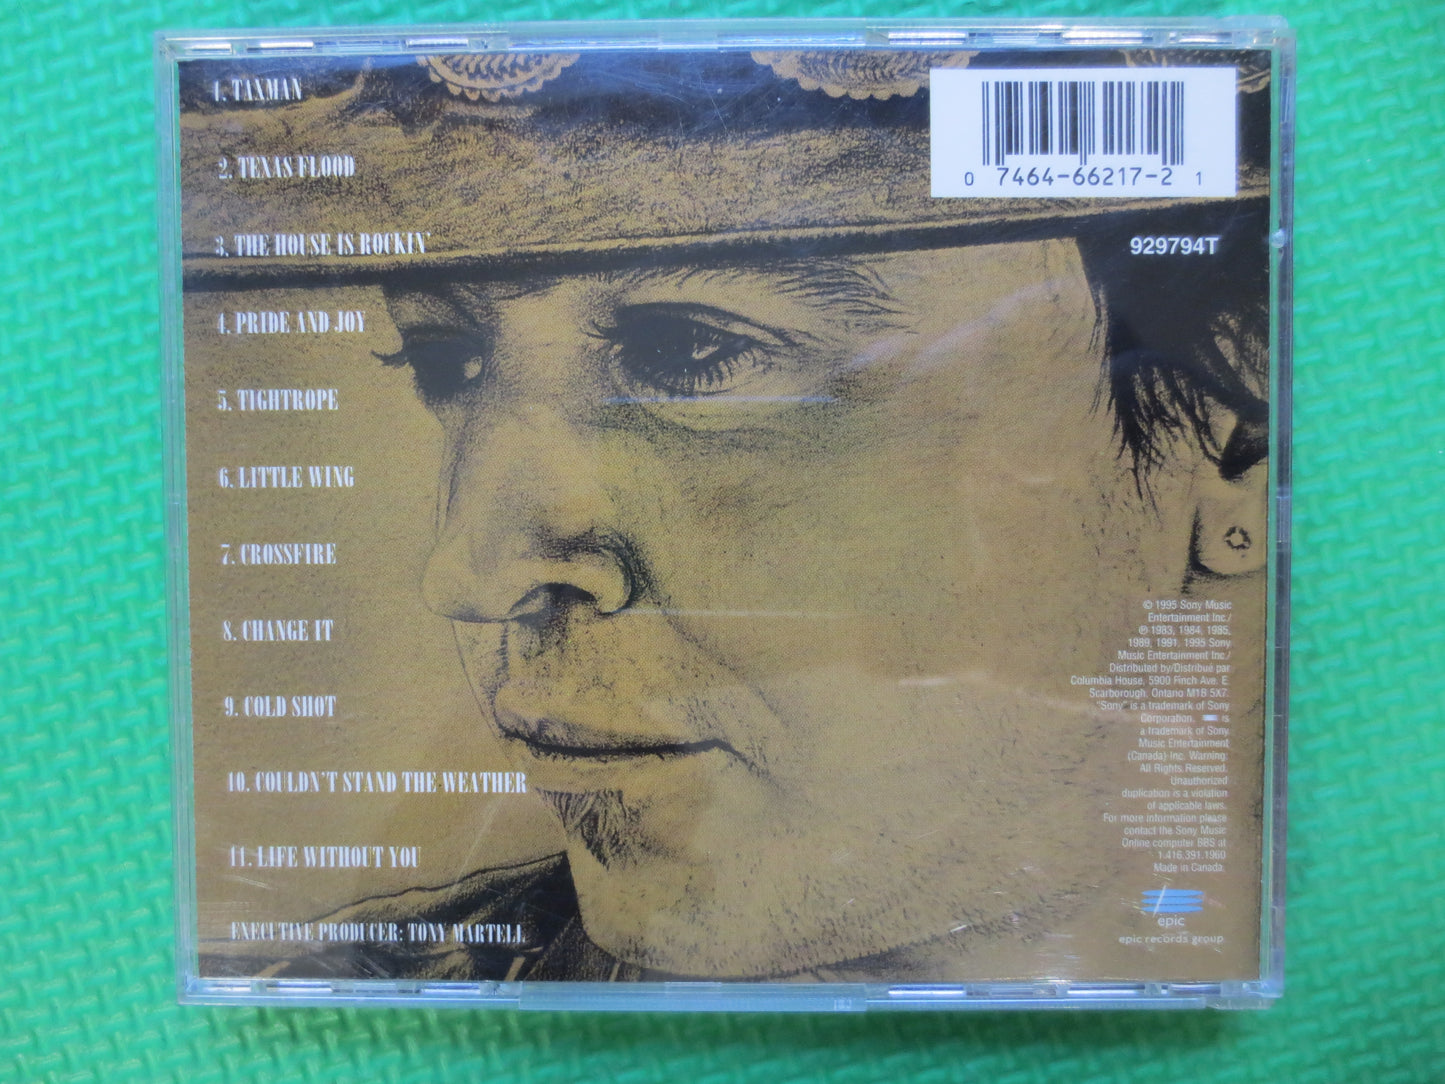 1. TAXMAN
2. TEXAS FLOOD
3. THE HOUSE IS ROCKIN'
4. PRIDE AND JOY
5. TIGHTROPE
6. LITTLE WING
7. CROSSFIRE
8. CHANGE IT
9. COLD SHOT
10. COULDN'T STAND THE WEATHER
11. LIFE WITHOUT YOU
EXECUTIVE PRODUCER: TONY MARTELL
0 7464-66217-2 1
929794T
© 1995 Sony Music
Entertainment Inc./
℗ 1983, 1984, 1985,
1989, 1991, 1995 Sony
Music Entertainment Inc./
Distributed by/Distribué par
Columbia House, 5900 Finch Ave. E.
Scarborough, Ontario M1B 5X7.
"Sony" is a trademark of Sony
Corporation. is
a trademark of Sony
Music Entertainment
(Canada) Inc. Warning:
All Rights Reserved.
Unauthorized
duplication is a violation
of applicable laws.
For more information please
contact the Sony Music
Online computer BBS at
1.416.391.1960
Made in Canada.
epic
epic records group